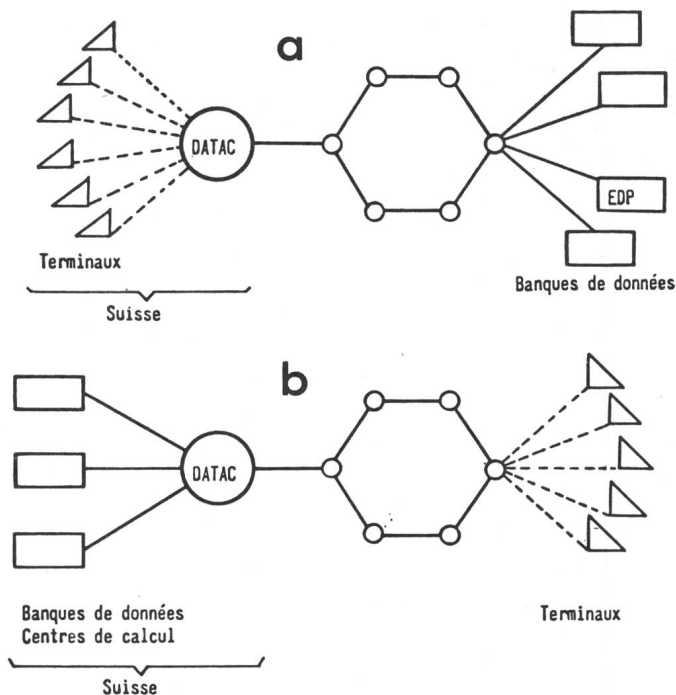 a
DATAC
EDP
Terminaux
Banques de données
Suisse
b
DATAC
Banques de données
Centres de calcul
Terminaux
Suisse